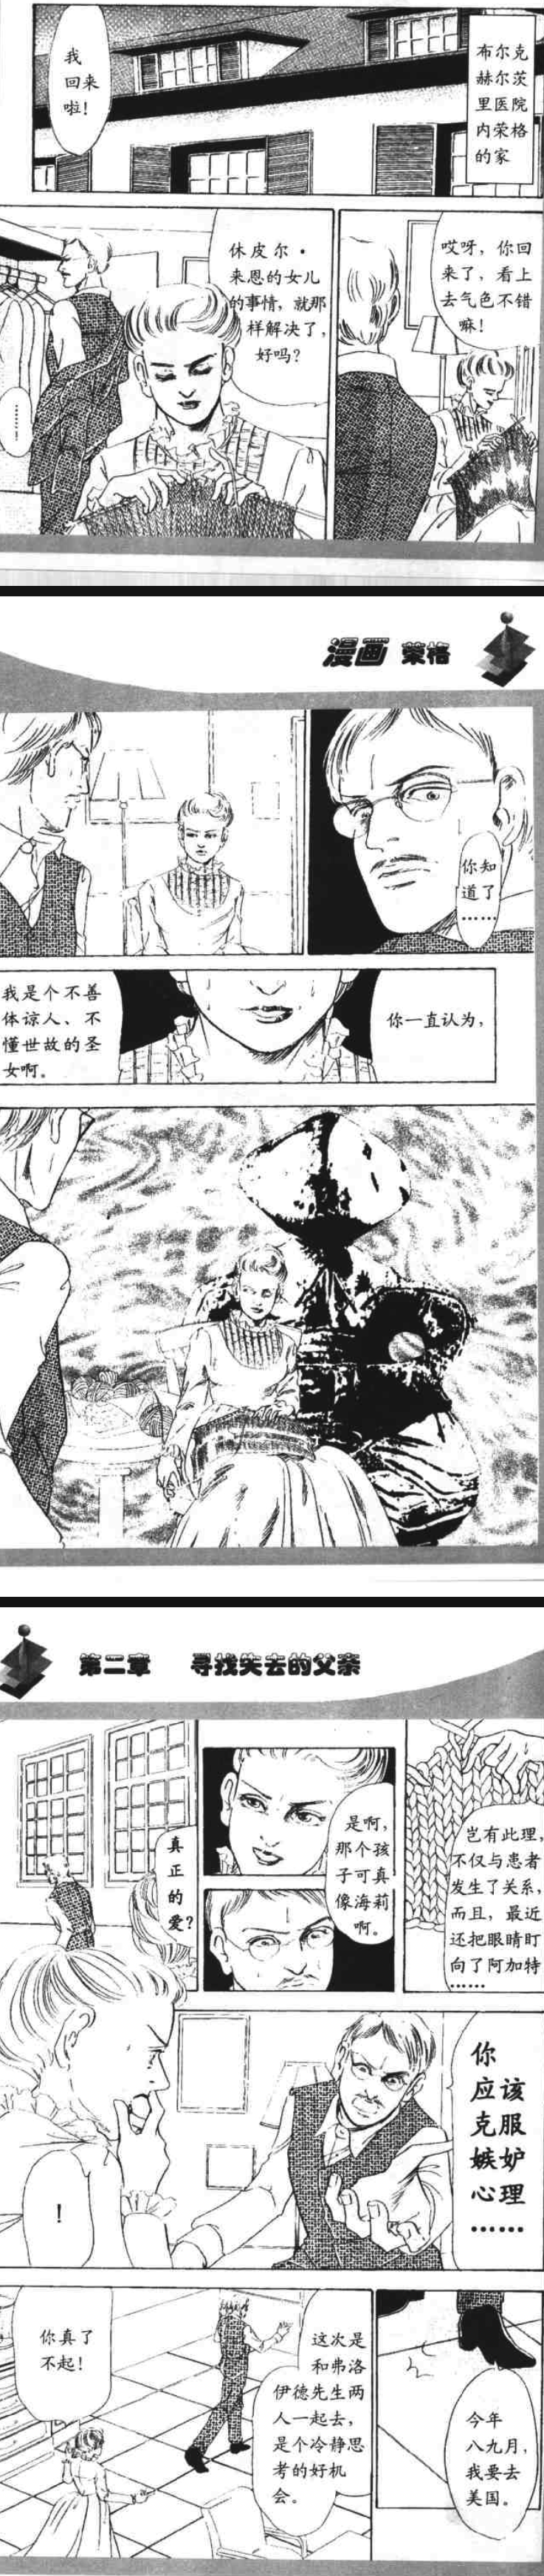 布尔克
赫尔茨
里医院
内荣格
的家
我
回来
啦!
哎呀，你回
来了，看上
去气色不错
嘛!
休皮尔·
来恩的女儿
的事情，就那
样解决了，
好吗?
……
漫画 荣格
你知
道了
……
你一直认为，
我是个不善
体谅人、不
懂世故的圣
女啊。
第二章 寻找失去的父亲
岂有此理，
不仅与患者
发生了关系，
而且，最近
还把眼睛盯
向了阿加特
……
是啊，
那个孩
子可真
像海莉
啊。
真
正
的
爱?
你
应该
克服
嫉妒
心理
……
!
今年
八九月，
我要去
美国。
这次是
和弗洛
伊德先生两
人一起去，
是个冷静思
考的好机
会。
你真了
不起!